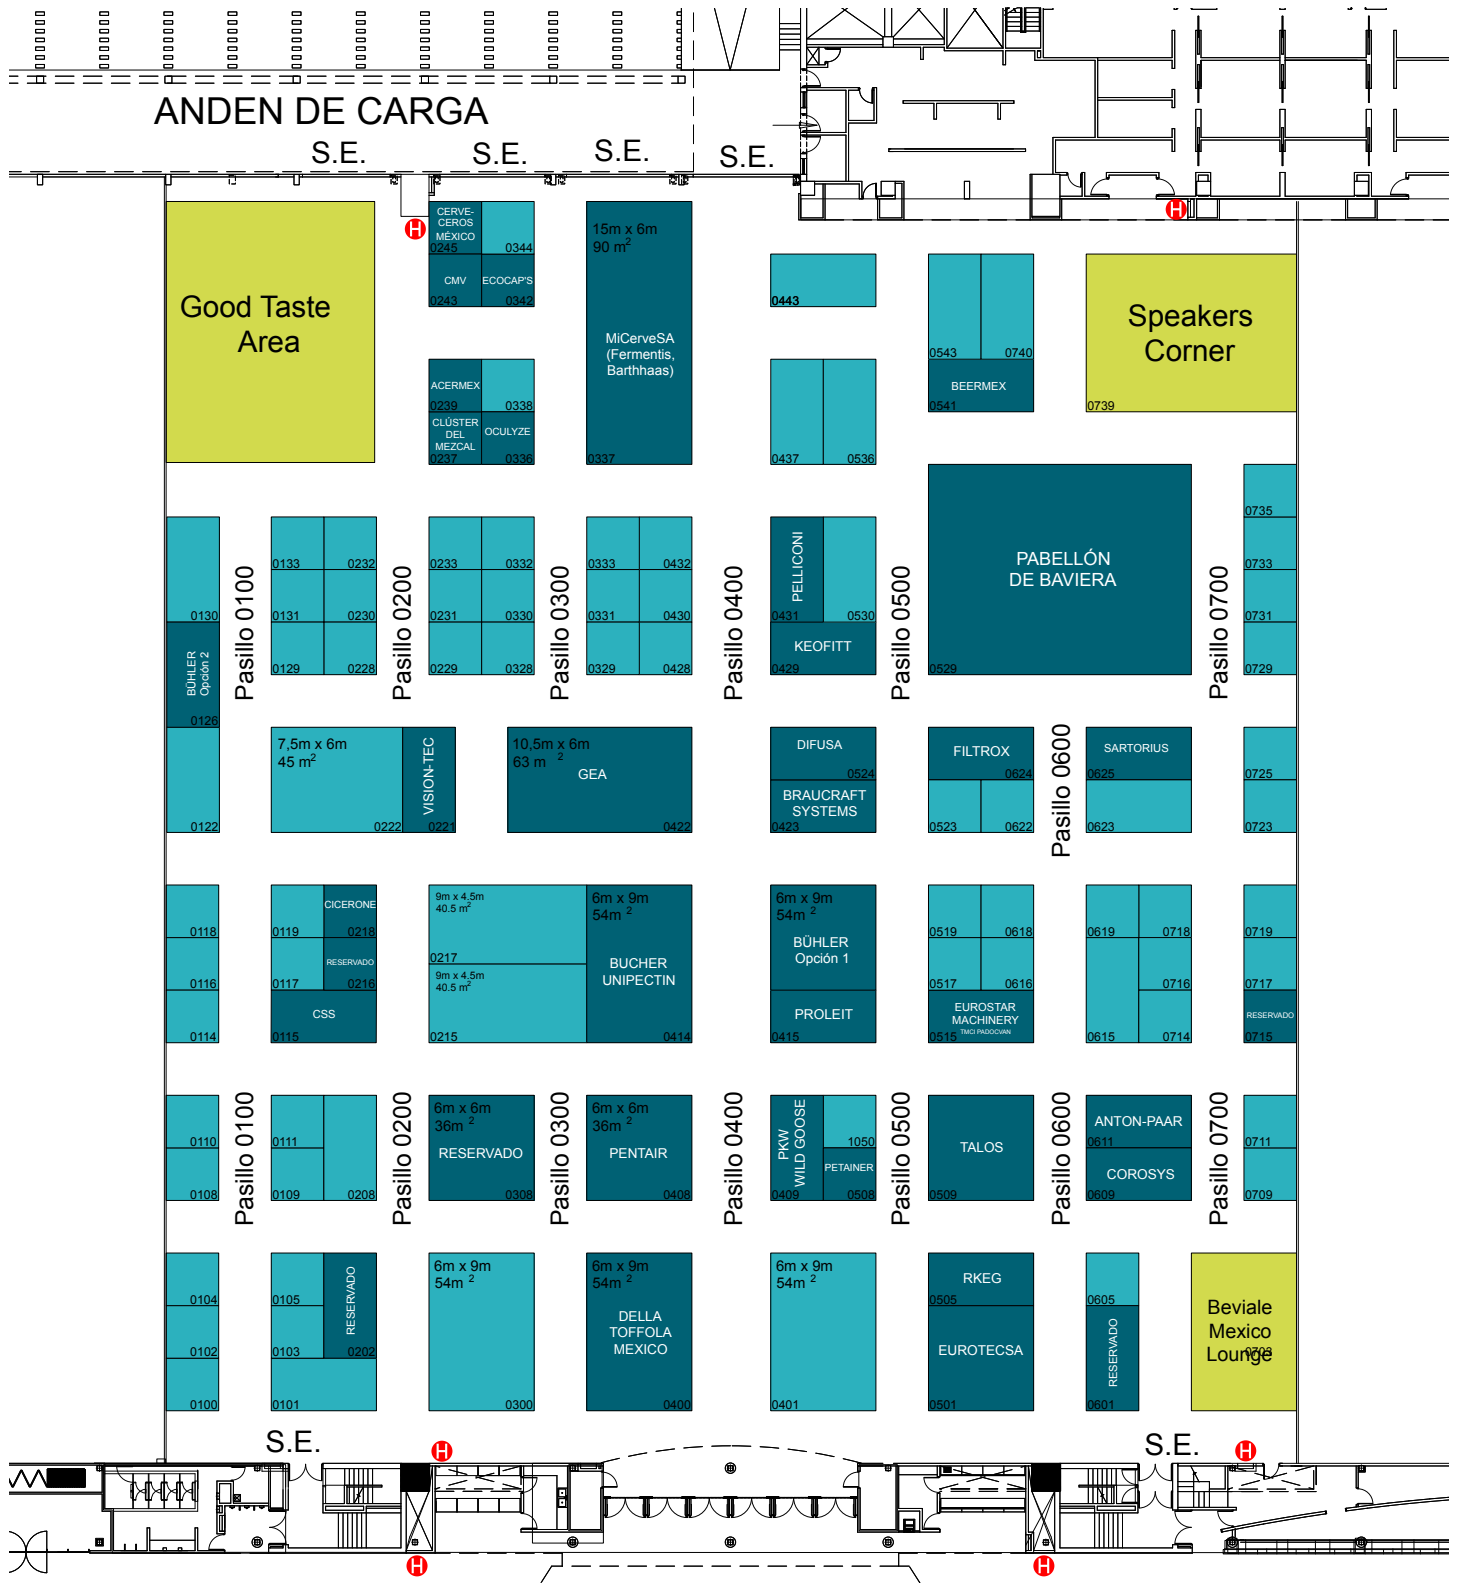 ANDEN DE CARGA
S.E.
S.E.
S.E.
S.E.
H
H
Good Taste
Area
CERVE-
CEROS
MÉXICO
0245
0344
CMV
0243
ECOCAP'S
0342
15m x 6m
90 m2
MiCerveSA
(Fermentis,
Barthhaas)
0337
0443
0543
0740
BEERMEX
0541
Speakers
Corner
0739
ACERMEX
0239
0338
CLÚSTER
DEL
MEZCAL
0237
OCULYZE
0336
0437
0536
0130
BÜHLER
Opción 2
0126
0122
Pasillo 0100
0133
0232
0131
0230
0129
0228
Pasillo 0200
0233
0332
0231
0330
0229
0328
Pasillo 0300
0333
0432
0331
0430
0329
0428
Pasillo 0400
PELLICONI
0431
0530
KEOFITT
0429
Pasillo 0500
PABELLÓN
DE BAVIERA
0529
Pasillo 0700
0735
0733
0731
0729
7,5m x 6m
45 m2
0222
VISION-TEC
0221
10,5m x 6m
63 m 2
GEA
0422
DIFUSA
0524
BRAUCRAFT
SYSTEMS
0423
FILTROX
0624
0523
0622
Pasillo 0600
SARTORIUS
0625
0623
0725
0723
0118
0116
0114
0119
CICERONE
0218
0117
RESERVADO
0216
CSS
0115
9m x 4.5m
40.5 m2
0217
9m x 4.5m
40.5 m2
0215
6m x 9m
54m 2
BUCHER
UNIPECTIN
0414
6m x 9m
54m 2
BÜHLER
Opción 1
PROLEIT
0415
0519
0618
0517
0616
EUROSTAR
MACHINERY
TMCI PADOCVAN
0515
0619
0718
0716
0615
0714
0719
0717
RESERVADO
0715
0110
0108
Pasillo 0100
0111
0109
0208
Pasillo 0200
6m x 6m
36m 2
RESERVADO
0308
Pasillo 0300
6m x 6m
36m 2
PENTAIR
0408
Pasillo 0400
PKW
WILD GOOSE
0409
1050
PETAINER
0508
Pasillo 0500
TALOS
0509
Pasillo 0600
ANTON-PAAR
0611
COROSYS
0609
Pasillo 0700
0711
0709
0104
0102
0100
0105
0103
RESERVADO
0202
0101
6m x 9m
54m 2
0300
6m x 9m
54m 2
DELLA
TOFFOLA
MEXICO
0400
6m x 9m
54m 2
0401
RKEG
0505
EUROTECSA
0501
0605
RESERVADO
0601
Beviale
Mexico
Lounge
0703
S.E.
H
S.E.
H
H
H